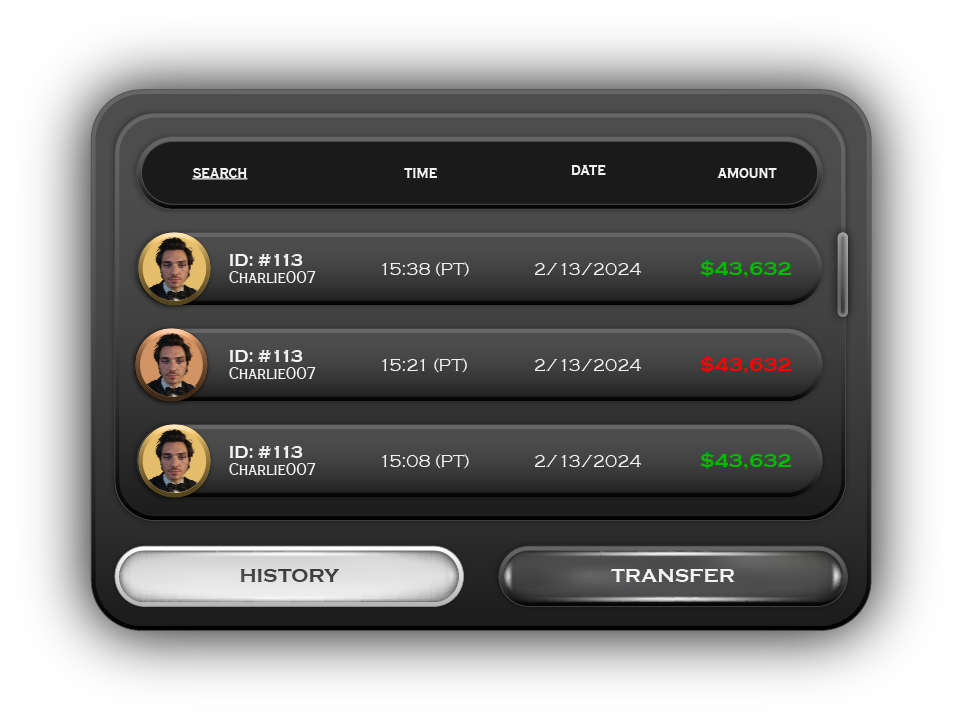 SEARCH TIME DATE AMOUNT
ID: #113
Charlie007
15:38 (PT) 2/13/2024 $43,632
ID: #113
Charlie007
15:21 (PT) 2/13/2024 $43,632
ID: #113
Charlie007
15:08 (PT) 2/13/2024 $43,632
HISTORY TRANSFER